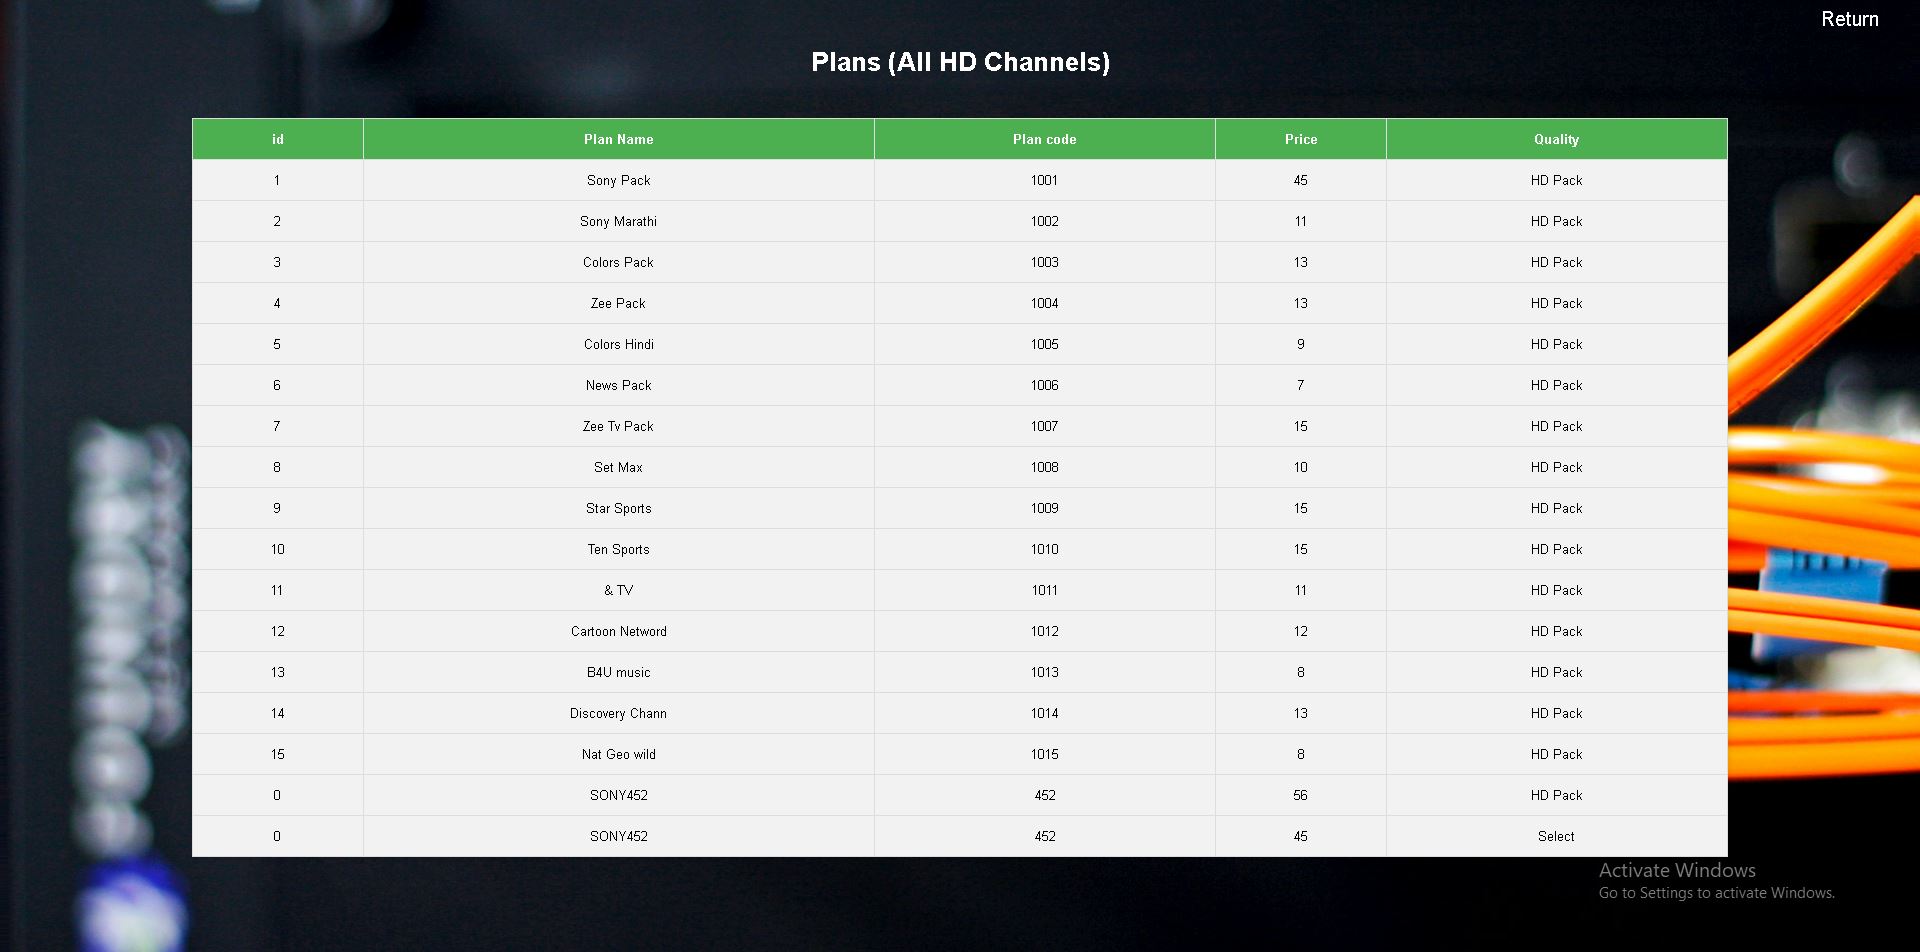 Return
Plans (All HD Channels)
id Plan Name Plan code Price Quality
1 Sony Pack 1001 45 HD Pack
2 Sony Marathi 1002 11 HD Pack
3 Colors Pack 1003 13 HD Pack
4 Zee Pack 1004 13 HD Pack
5 Colors Hindi 1005 9 HD Pack
6 News Pack 1006 7 HD Pack
7 Zee Tv Pack 1007 15 HD Pack
8 Set Max 1008 10 HD Pack
9 Star Sports 1009 15 HD Pack
10 Ten Sports 1010 15 HD Pack
11 & TV 1011 11 HD Pack
12 Cartoon Netword 1012 12 HD Pack
13 B4U music 1013 8 HD Pack
14 Discovery Chann 1014 13 HD Pack
15 Nat Geo wild 1015 8 HD Pack
0 SONY452 452 56 HD Pack
0 SONY452 452 45 Select
Activate Windows
Go to Settings to activate Windows.